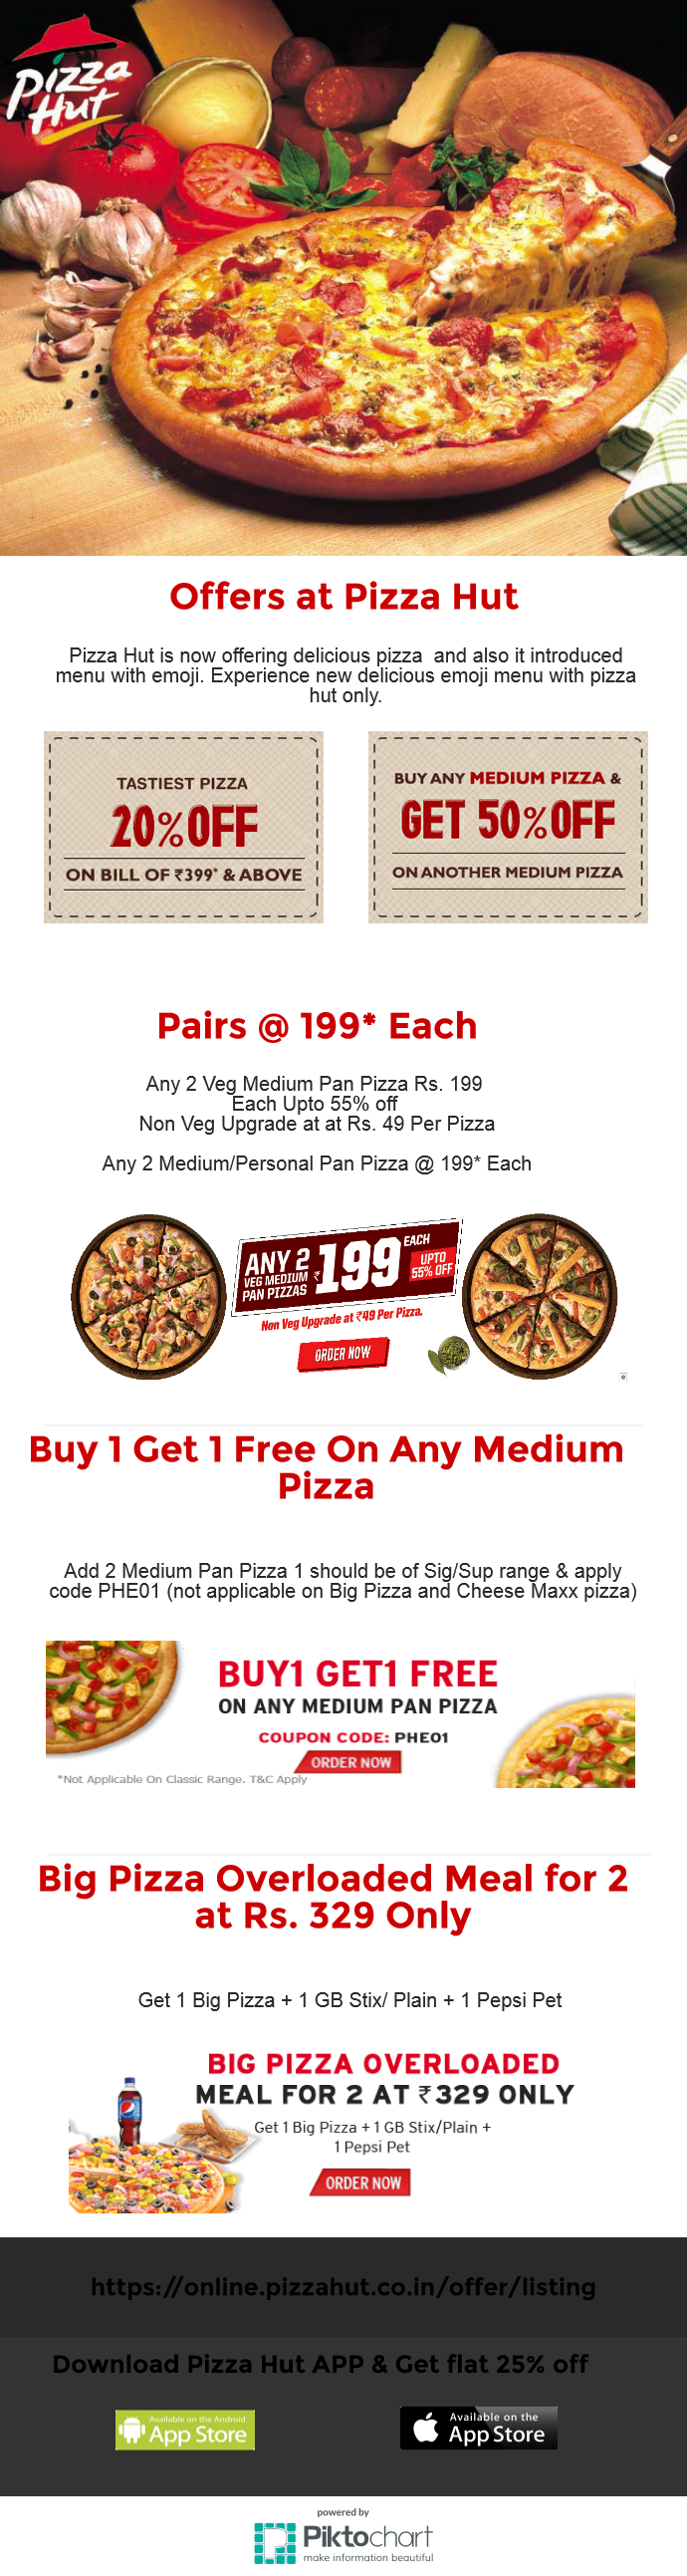 Pizza
Hut
Offers at Pizza Hut
Pizza Hut is now offering delicious pizza  and also it introduced
menu with emoji. Experience new delicious emoji menu with pizza
hut only.
TASTIEST PIZZA
20%OFF
ON BILL OF ₹399* & ABOVE
BUY ANY MEDIUM PIZZA &
GET 50%OFF
ON ANOTHER MEDIUM PIZZA
Pairs @ 199* Each
Any 2 Veg Medium Pan Pizza Rs. 199
Each Upto 55% off
Non Veg Upgrade at at Rs. 49 Per Pizza
Any 2 Medium/Personal Pan Pizza @ 199* Each
ANY 2
VEG MEDIUM
PAN PIZZAS
₹199
EACH
UPTO
55% OFF
Non Veg Upgrade at ₹49 Per Pizza.
ORDER NOW
Buy 1 Get 1 Free On Any Medium
Pizza
Add 2 Medium Pan Pizza 1 should be of Sig/Sup range & apply
code PHE01 (not applicable on Big Pizza and Cheese Maxx pizza)
BUY1 GET1 FREE
ON ANY MEDIUM PAN PIZZA
COUPON CODE: PHE01
ORDER NOW
*Not Applicable On Classic Range. T&C Apply
Big Pizza Overloaded Meal for 2
at Rs. 329 Only
Get 1 Big Pizza + 1 GB Stix/ Plain + 1 Pepsi Pet
BIG PIZZA OVERLOADED
MEAL FOR 2 AT ₹329 ONLY
Get 1 Big Pizza + 1 GB Stix/Plain +
1 Pepsi Pet
ORDER NOW
https://online.pizzahut.co.in/offer/listing
Download Pizza Hut APP & Get flat 25% off
Available on the Android
App Store
Available on the
App Store
powered by
Piktochart
make information beautiful